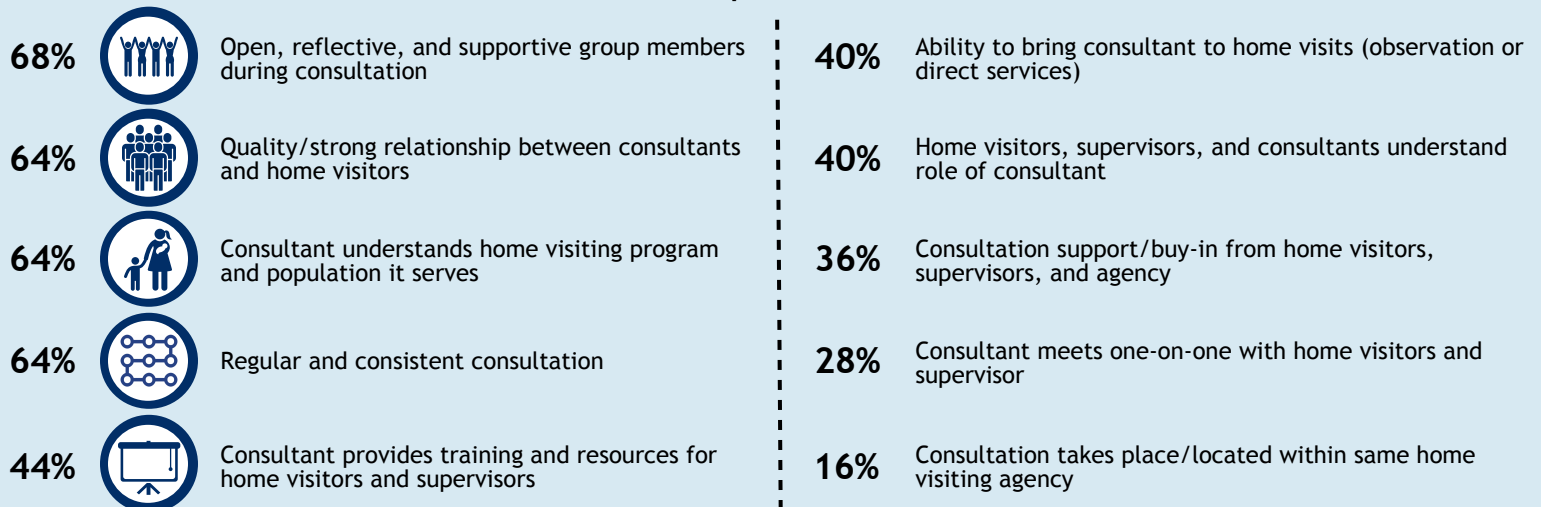 68%
Open, reflective, and supportive group members
during consultation
64%
Quality/strong relationship between consultants
and home visitors
64%
Consultant understands home visiting program
and population it serves
64%
Regular and consistent consultation
44%
Consultant provides training and resources for
home visitors and supervisors
40%
Ability to bring consultant to home visits (observation or
direct services)
40%
Home visitors, supervisors, and consultants understand
role of consultant
36%
Consultation support/buy-in from home visitors,
supervisors, and agency
28%
Consultant meets one-on-one with home visitors and
supervisor
16%
Consultation takes place/located within same home
visiting agency